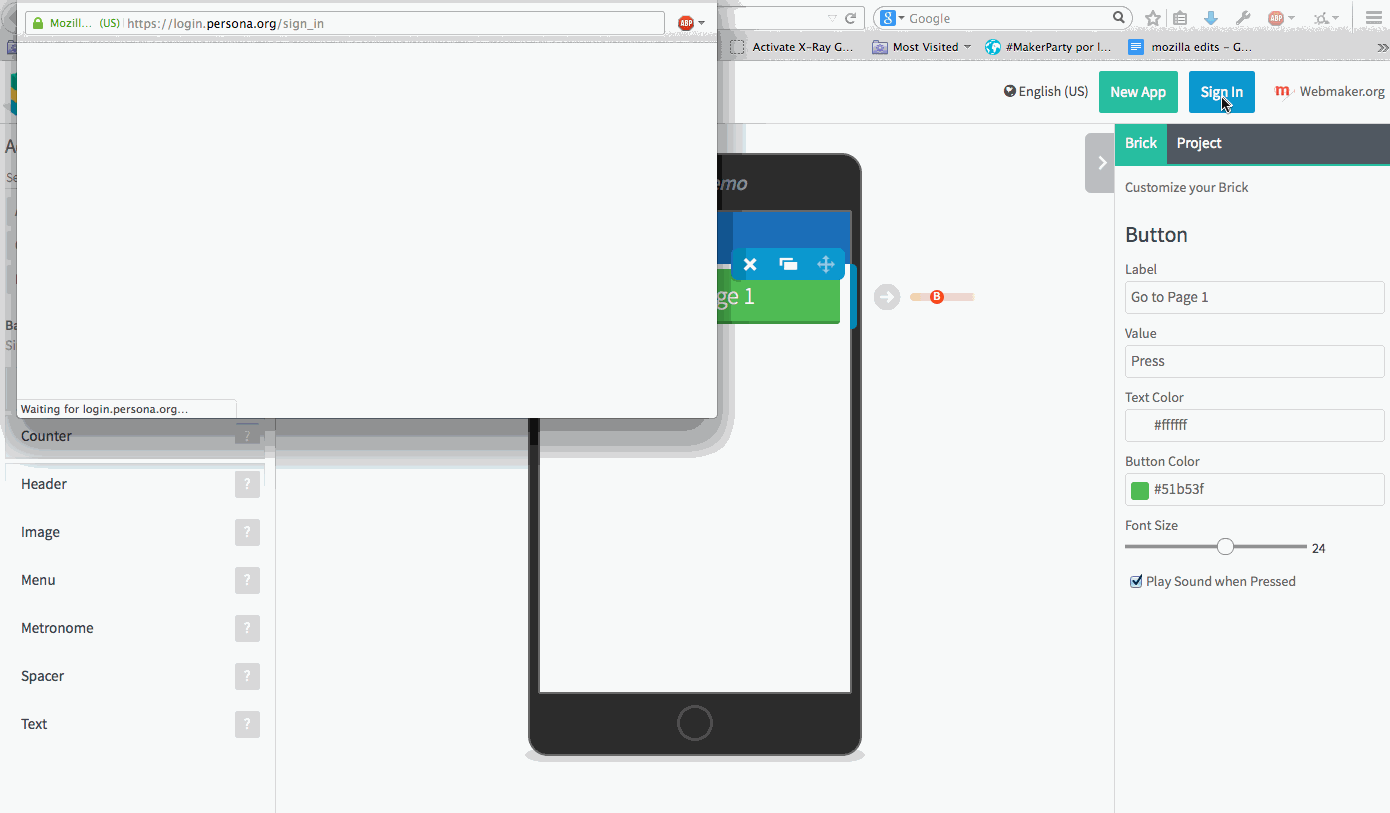 Mozill... (US) https://login.persona.org/sign_in ABP
Google
ABP
Activate X-Ray G...
Most Visited
#MakerParty por I...
mozilla edits – G...
English (US)
New App
Sign In
m Webmaker.org
Brick
Project
Customize your Brick
Button
Label
Go to Page 1
Value
Press
Text Color
#ffffff
Button Color
#51b53f
Font Size
24
Play Sound when Pressed
emo
ge 1
B
Waiting for login.persona.org...
Counter ?
Header ?
Image ?
Menu ?
Metronome ?
Spacer ?
Text ?